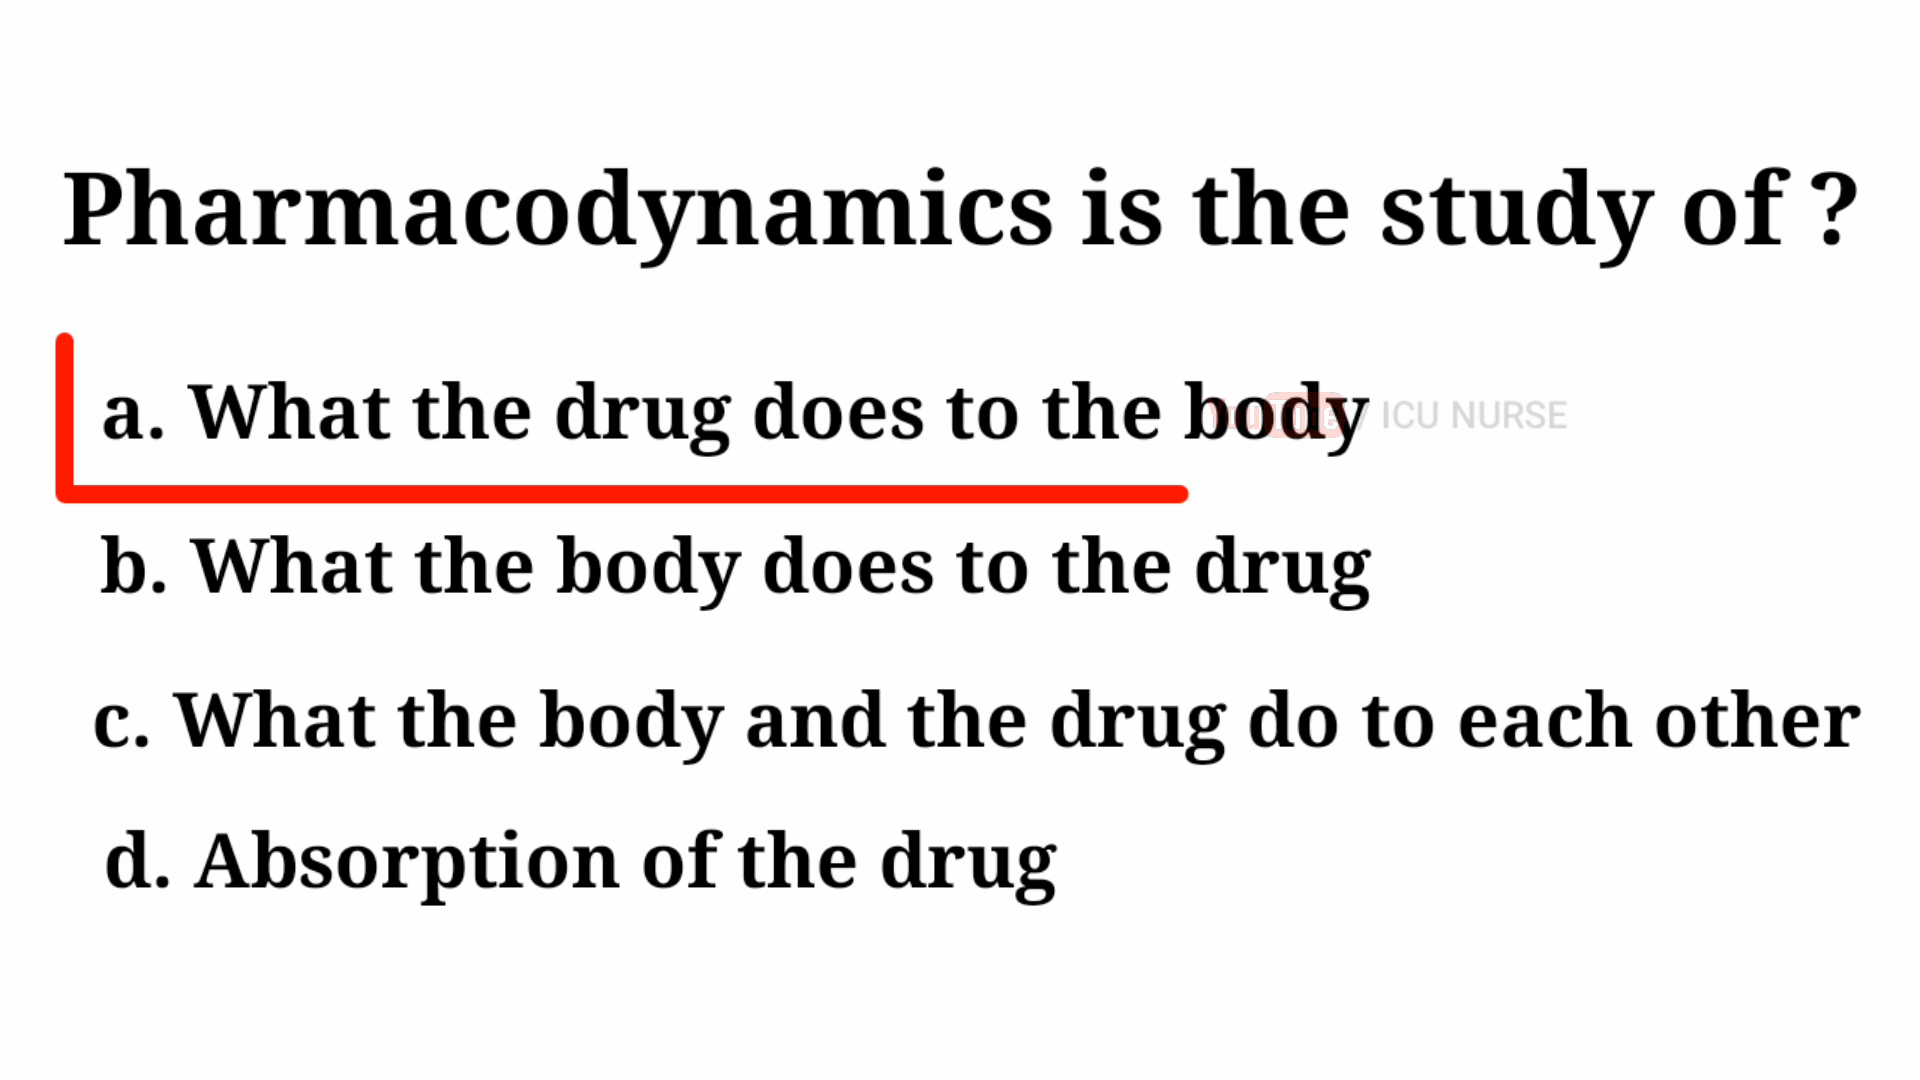 Pharmacodynamics is the study of ?
a. What the drug does to the body
YouTube / ICU NURSE
b. What the body does to the drug
c. What the body and the drug do to each other
d. Absorption of the drug